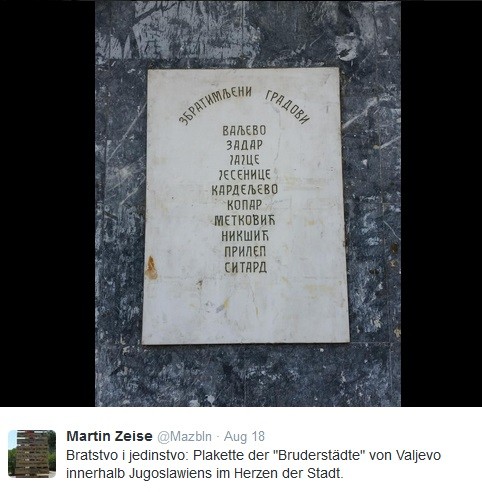 ЗБРАТИМЉЕНИ ГРАДОВИ
ВАЉЕВО
ЗАДАР
ЈАЈЦЕ
ЈЕСЕНИЦЕ
КАРДЕЉЕВО
КОПАР
МЕТКОВИЋ
НИКШИЋ
ПРИЛЕП
СИТАРД
Martin Zeise @Mazbln · Aug 18
Bratstvo i jedinstvo: Plakette der "Bruderstädte" von Valjevo
innerhalb Jugoslawiens im Herzen der Stadt.